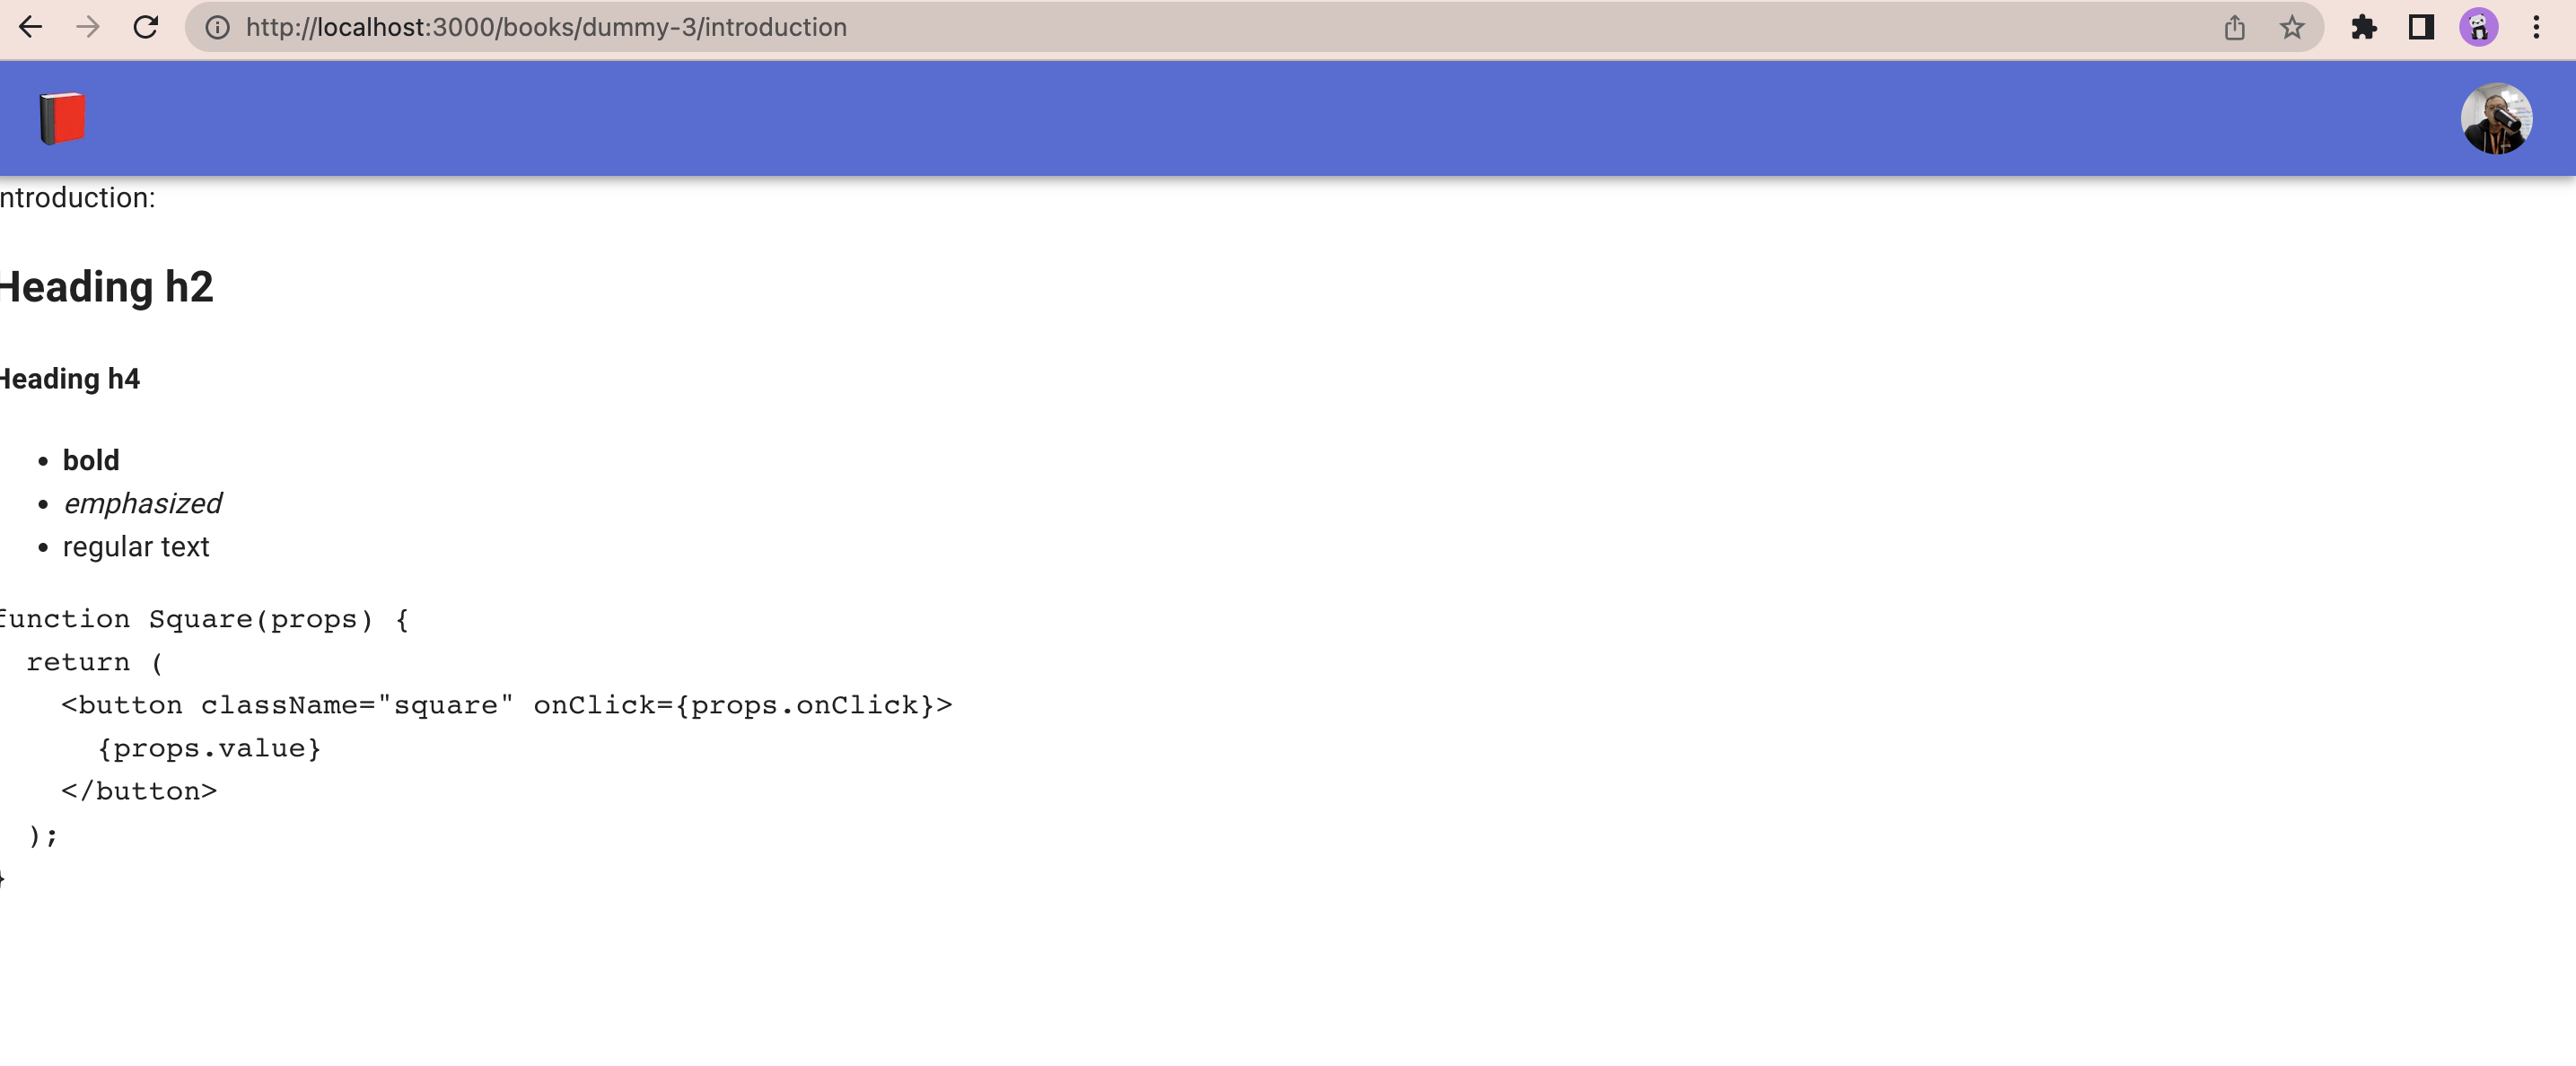 http://localhost:3000/books/dummy-3/introduction
ntroduction:
Heading h2
Heading h4
• bold
• emphasized
• regular text
function Square(props) {
  return (
    <button className="square" onClick={props.onClick}>
      {props.value}
    </button>
  );
}